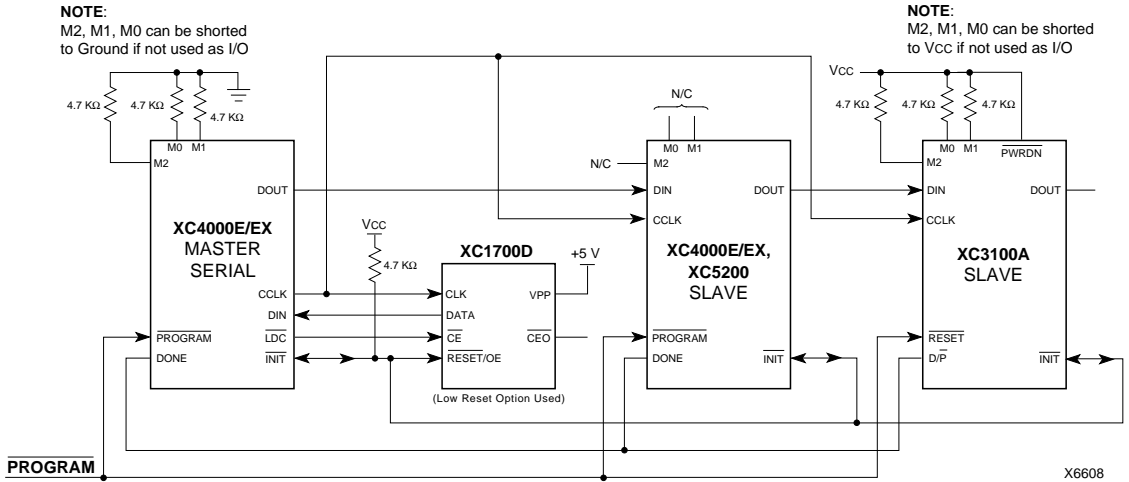 NOTE:
M2, M1, M0 can be shorted
to Ground if not used as I/O
NOTE:
M2, M1, M0 can be shorted
to VCC if not used as I/O
4.7 KΩ
4.7 KΩ
4.7 KΩ
M0 M1
M2
DOUT
XC4000E/EX
MASTER
SERIAL
CCLK
DIN
PROGRAM
LDC
DONE
INIT
VCC
4.7 KΩ
XC1700D
+5 V
CLK
VPP
DATA
CE
CEO
RESET/OE
(Low Reset Option Used)
N/C
M0 M1
N/C
M2
DIN
DOUT
CCLK
XC4000E/EX,
XC5200
SLAVE
PROGRAM
DONE
INIT
VCC
4.7 KΩ
4.7 KΩ
4.7 KΩ
M0 M1
PWRDN
M2
DIN
DOUT
CCLK
XC3100A
SLAVE
RESET
D/P
INIT
PROGRAM
X6608